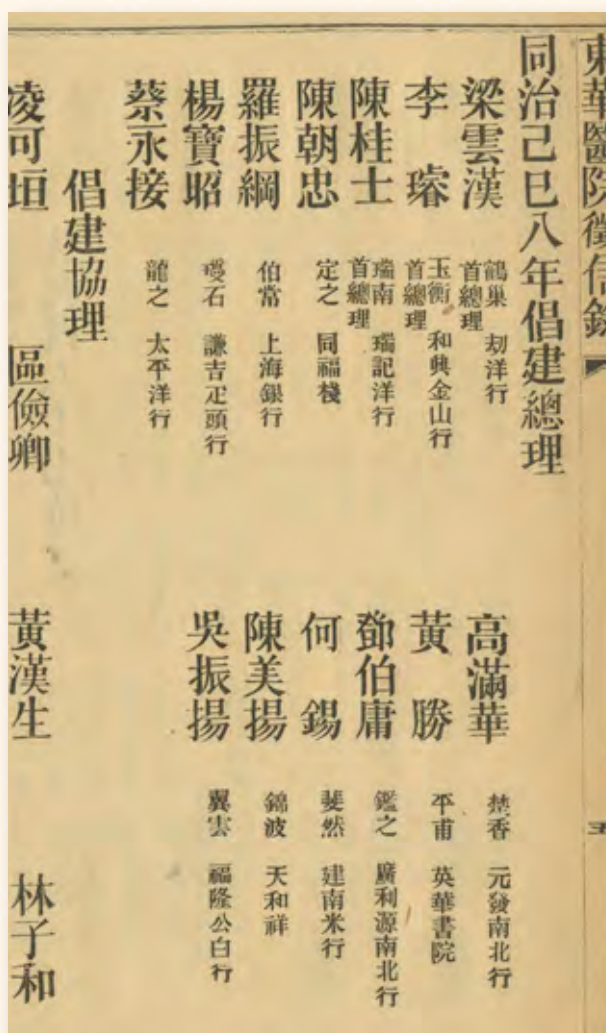 東華醫院徵信錄
五
同治己巳八年倡建總理
梁雲漢 鶴巢 劫洋行 首總理
高滿華 楚香 元發南北行
李璿 玉衡 和興金山行 首總理
黃勝 平甫 英華書院
陳桂士 瑞南 瑞記洋行 首總理
鄧伯庸 鑑之 廣利源南北行
陳朝忠 定之 同福棧
何錫 斐然 建南米行
羅振綱 伯常 上海銀行
陳美揚 錦波 天和祥
楊寶昭 瓊石 謙吉疋頭行
吳振揚 翼雲 福隆公白行
蔡永接 龍之 太平洋行
倡建協理
凌可垣 區儉卿 黃漢生 林子和